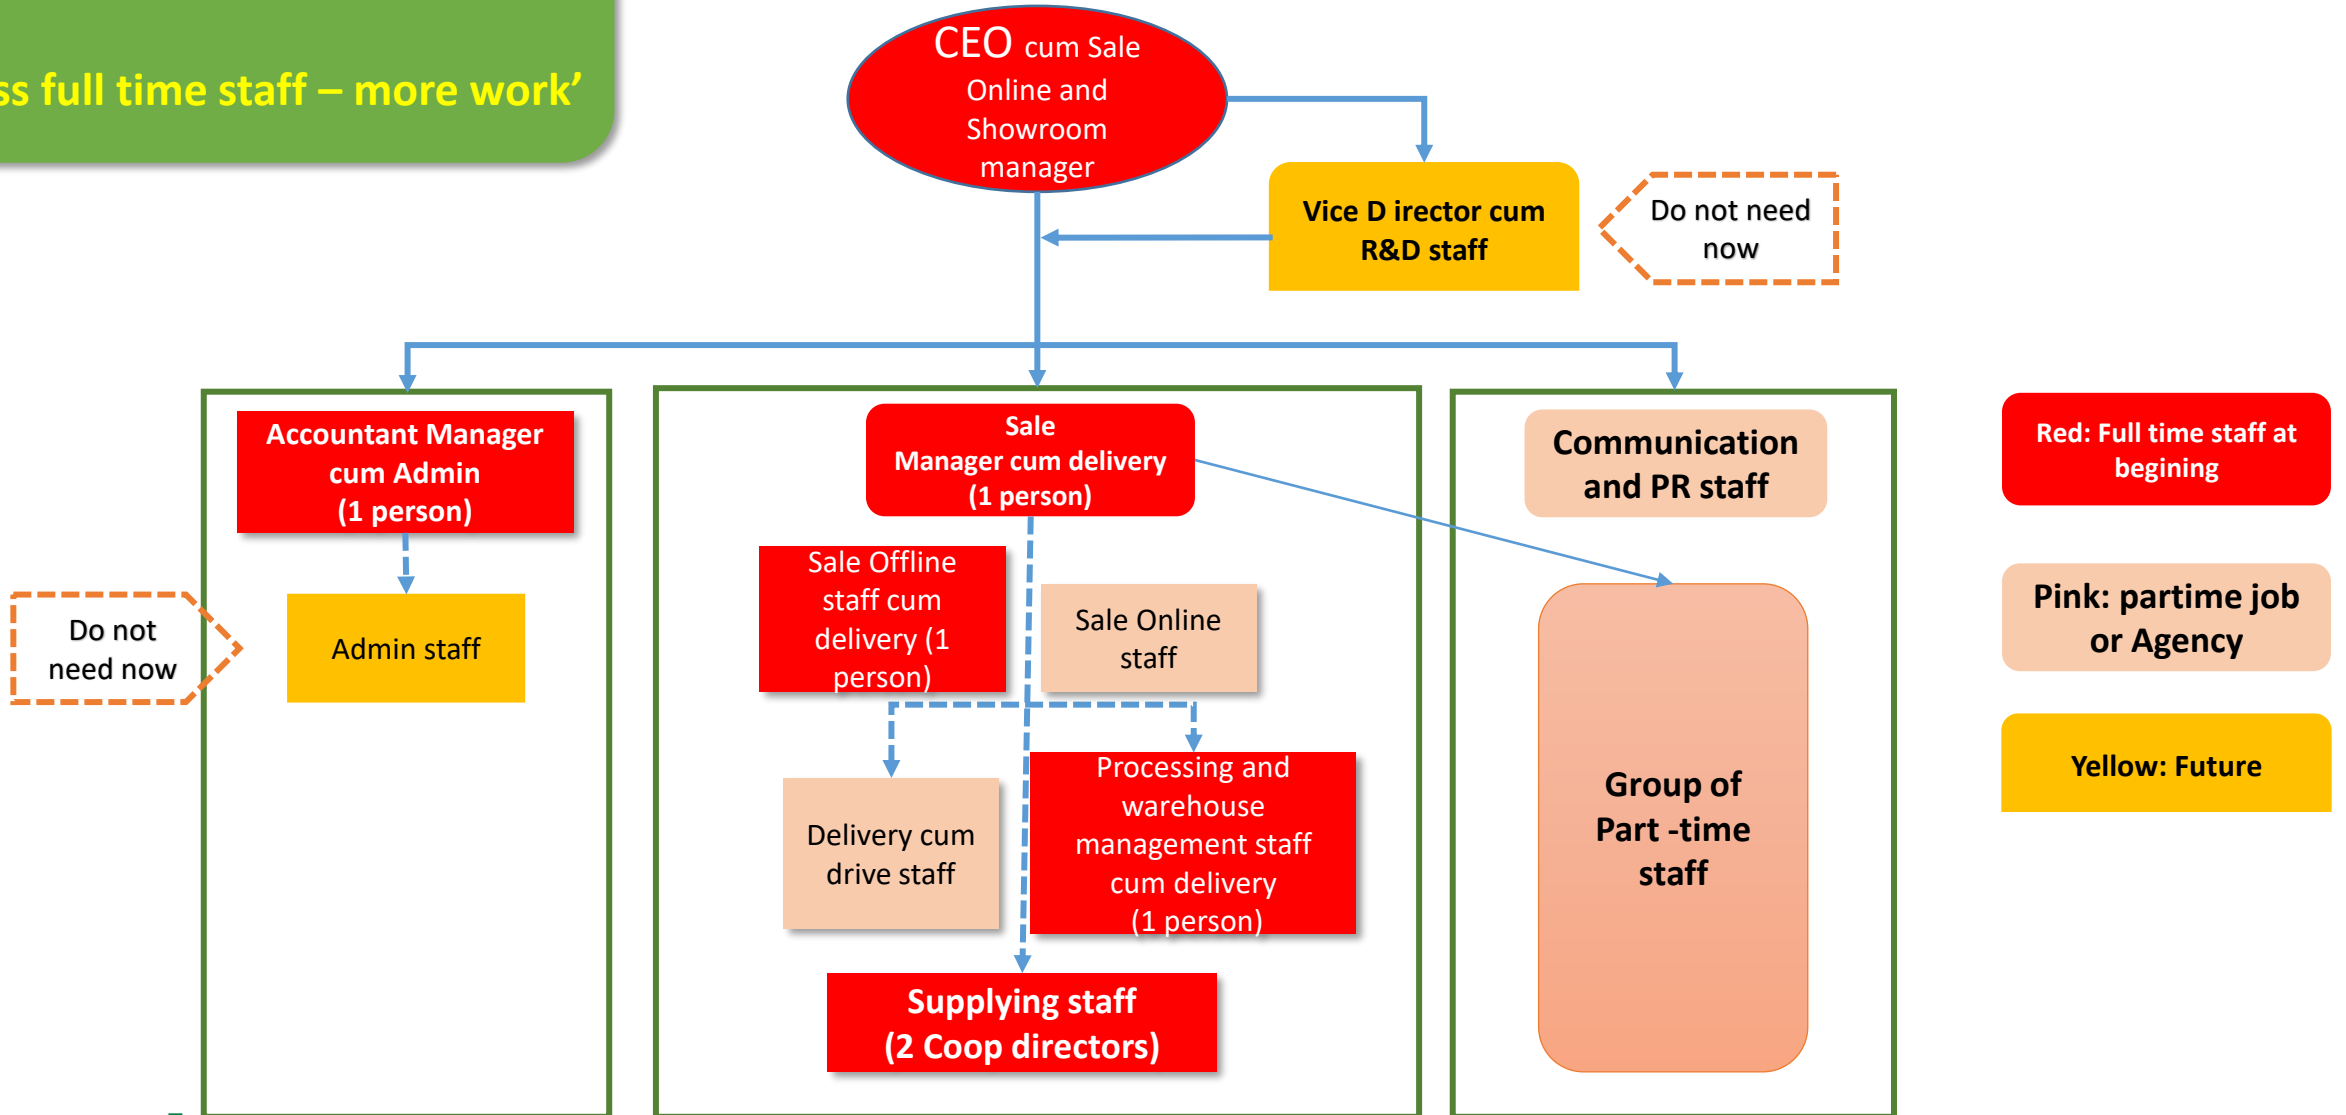 full time staff – more work’
CEO cum Sale
Online and
Showroom
manager
Vice D irector cum
R&D staff
Do not need
now
Accountant Manager
cum Admin
(1 person)
Do not
need now
Admin staff
Sale
Manager cum delivery
(1 person)
Sale Offline
staff cum
delivery (1
person)
Sale Online
staff
Delivery cum
drive staff
Processing and
warehouse
management staff
cum delivery
(1 person)
Supplying staff
(2 Coop directors)
Communication
and PR staff
Group of
Part -time
staff
Red: Full time staff at
begining
Pink: partime job
or Agency
Yellow: Future